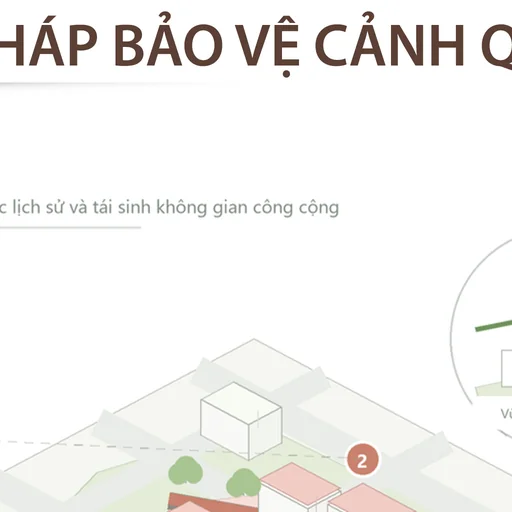 HÁP BẢO VỆ CẢNH Q
c lịch sử và tái sinh không gian công cộng
2